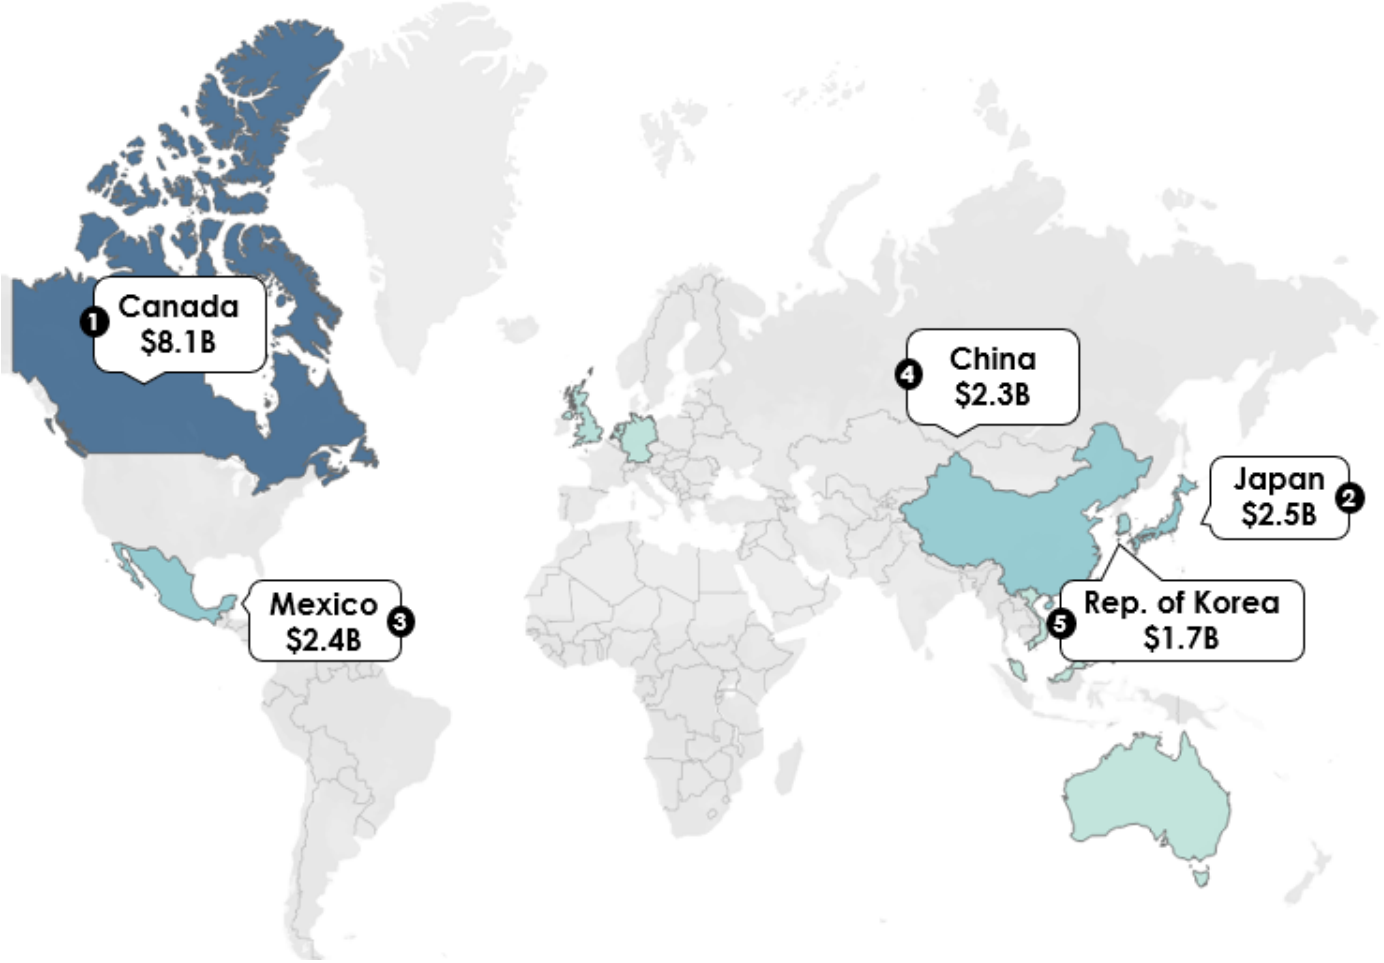 1
Canada
$8.1B
4
China
$2.3B
Japan
$2.5B
2
Mexico
$2.4B
3
5
Rep. of Korea
$1.7B